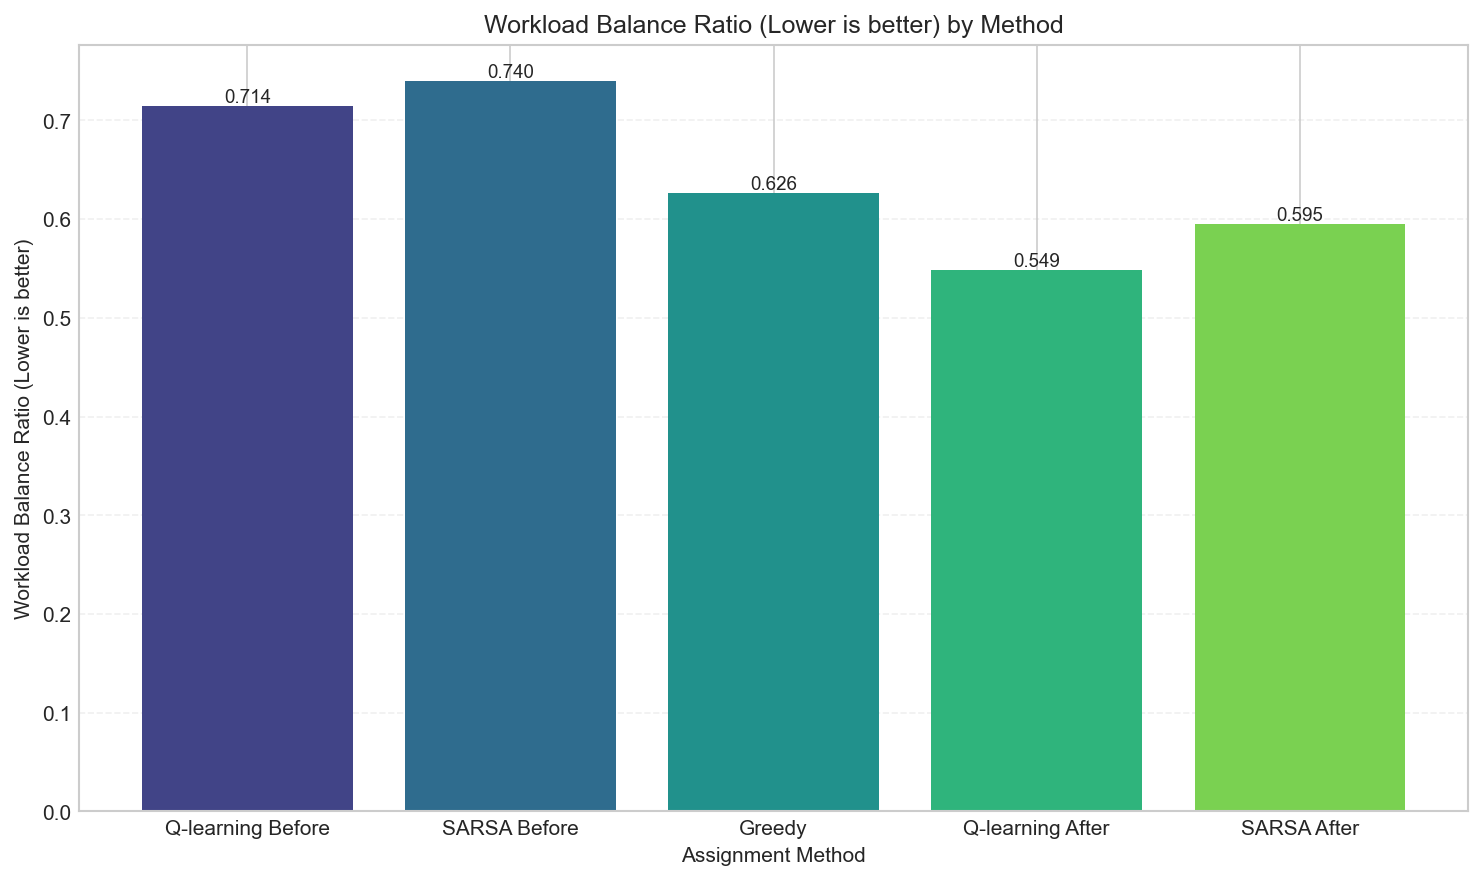 Workload Balance Ratio (Lower is better) by Method
Workload Balance Ratio (Lower is better)
0.7
0.6
0.5
0.4
0.3
0.2
0.1
0.0
0.714
0.740
0.626
0.549
0.595
Q-learning Before
SARSA Before
Greedy
Q-learning After
SARSA After
Assignment Method